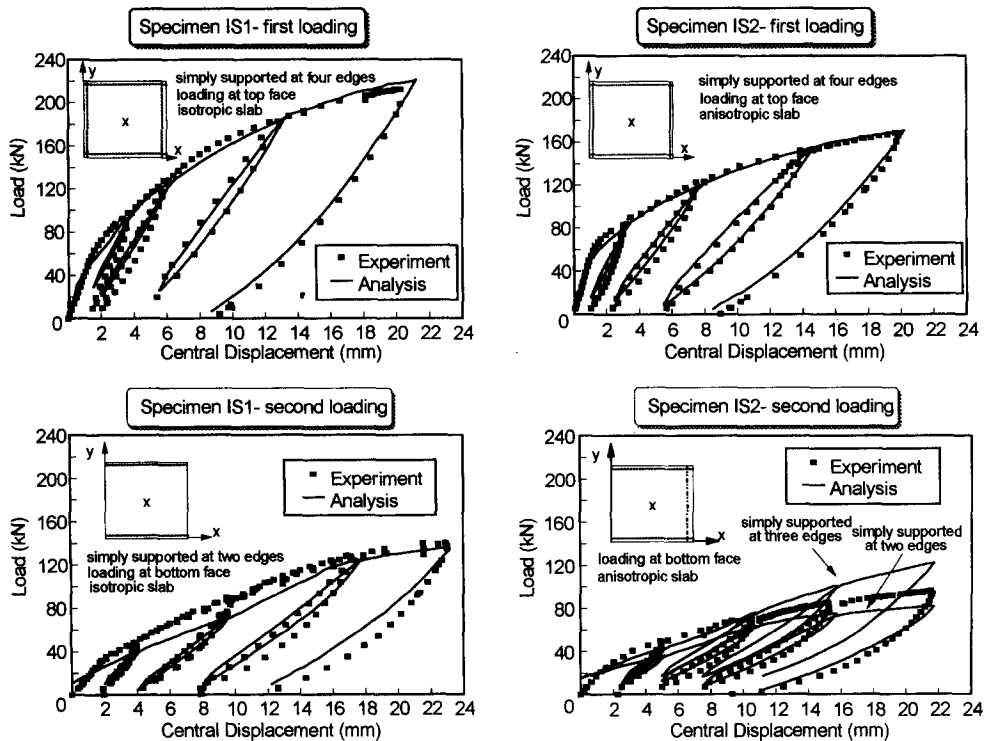 Specimen IS1- first loading
240
200
160
120
80
40
0
Load (kN)
y
x
x
simply supported at four edges
loading at top face
isotropic slab
Experiment
Analysis
2 4 6 8 10 12 14 16 18 20 22 24
Central Displacement (mm)
Specimen IS2- first loading
240
200
160
120
80
40
0
Load (kN)
y
x
x
simply supported at four edges
loading at top face
anisotropic slab
Experiment
Analysis
2 4 6 8 10 12 14 16 18 20 22 24
Central Displacement (mm)
Specimen IS1- second loading
240
200
160
120
80
40
0
Load (kN)
y
x
x
simply supported at two edges
loading at bottom face
isotropic slab
Experiment
Analysis
2 4 6 8 10 12 14 16 18 20 22 24
Central Displacement (mm)
Specimen IS2- second loading
240
200
160
120
80
40
0
Load (kN)
y
x
x
loading at bottom face
anisotropic slab
Experiment
Analysis
simply supported
at three edges
simply supported
at two edges
2 4 6 8 10 12 14 16 18 20 22 24
Central Displacement (mm)